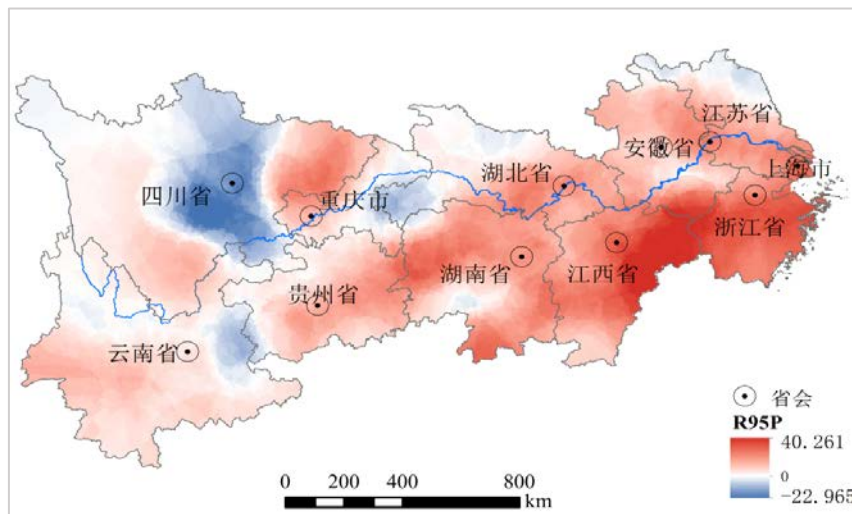 江苏省
安徽省
上海市
湖北省
四川省
重庆市
浙江省
湖南省
江西省
贵州省
云南省
省会
R95P
40.261
0
-22.965
0 200 400 800
km